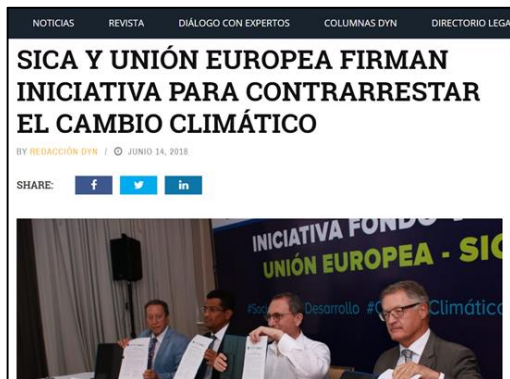 NOTICIAS REVISTA DIÁLOGO CON EXPERTOS COLUMNAS DYN DIRECTORIO LEGA
SICA Y UNIÓN EUROPEA FIRMAN
INICIATIVA PARA CONTRARRESTAR
EL CAMBIO CLIMÁTICO
BY REDACCIÓN DYN / JUNIO 14, 2018
SHARE:
INICIATIVA FONDO
UNIÓN EUROPEA - SIC
Desarrollo Climátic